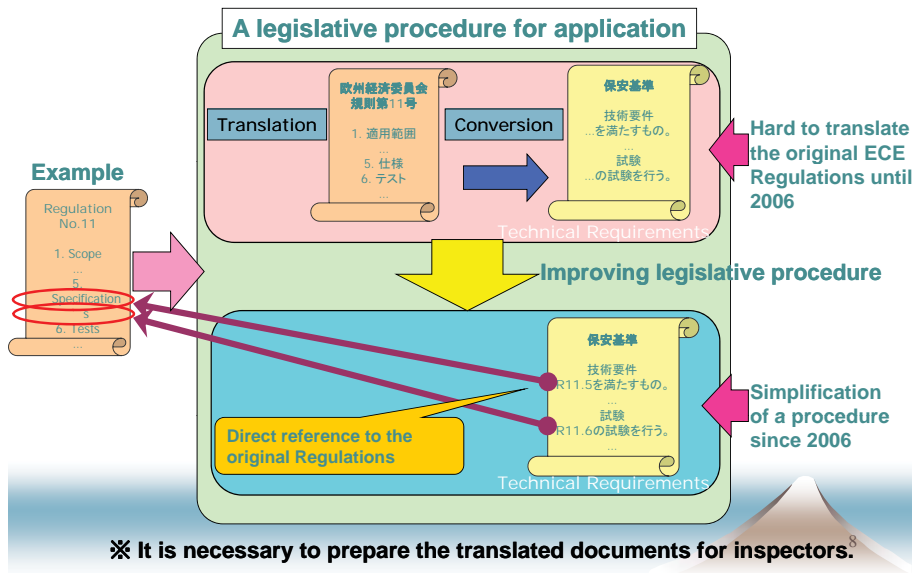 A legislative procedure for application
Translation
欧州経済委員会
規則第11号
1. 適用範囲
...
5. 仕様
6. テスト
...
Conversion
保安基準
技術要件
...を満たすもの。
...
試験
...の試験を行う。
Technical Requirements
Hard to translate
the original ECE
Regulations until
2006
Example
Regulation
No.11
1. Scope
...
5.
Specification
s
6. Tests
...
Improving legislative procedure
保安基準
技術要件
R11.5を満たすもの。
...
試験
R11.6の試験を行う。
...
Technical Requirements
Direct reference to the
original Regulations
Simplification
of a procedure
since 2006
※ It is necessary to prepare the translated documents for inspectors.
8